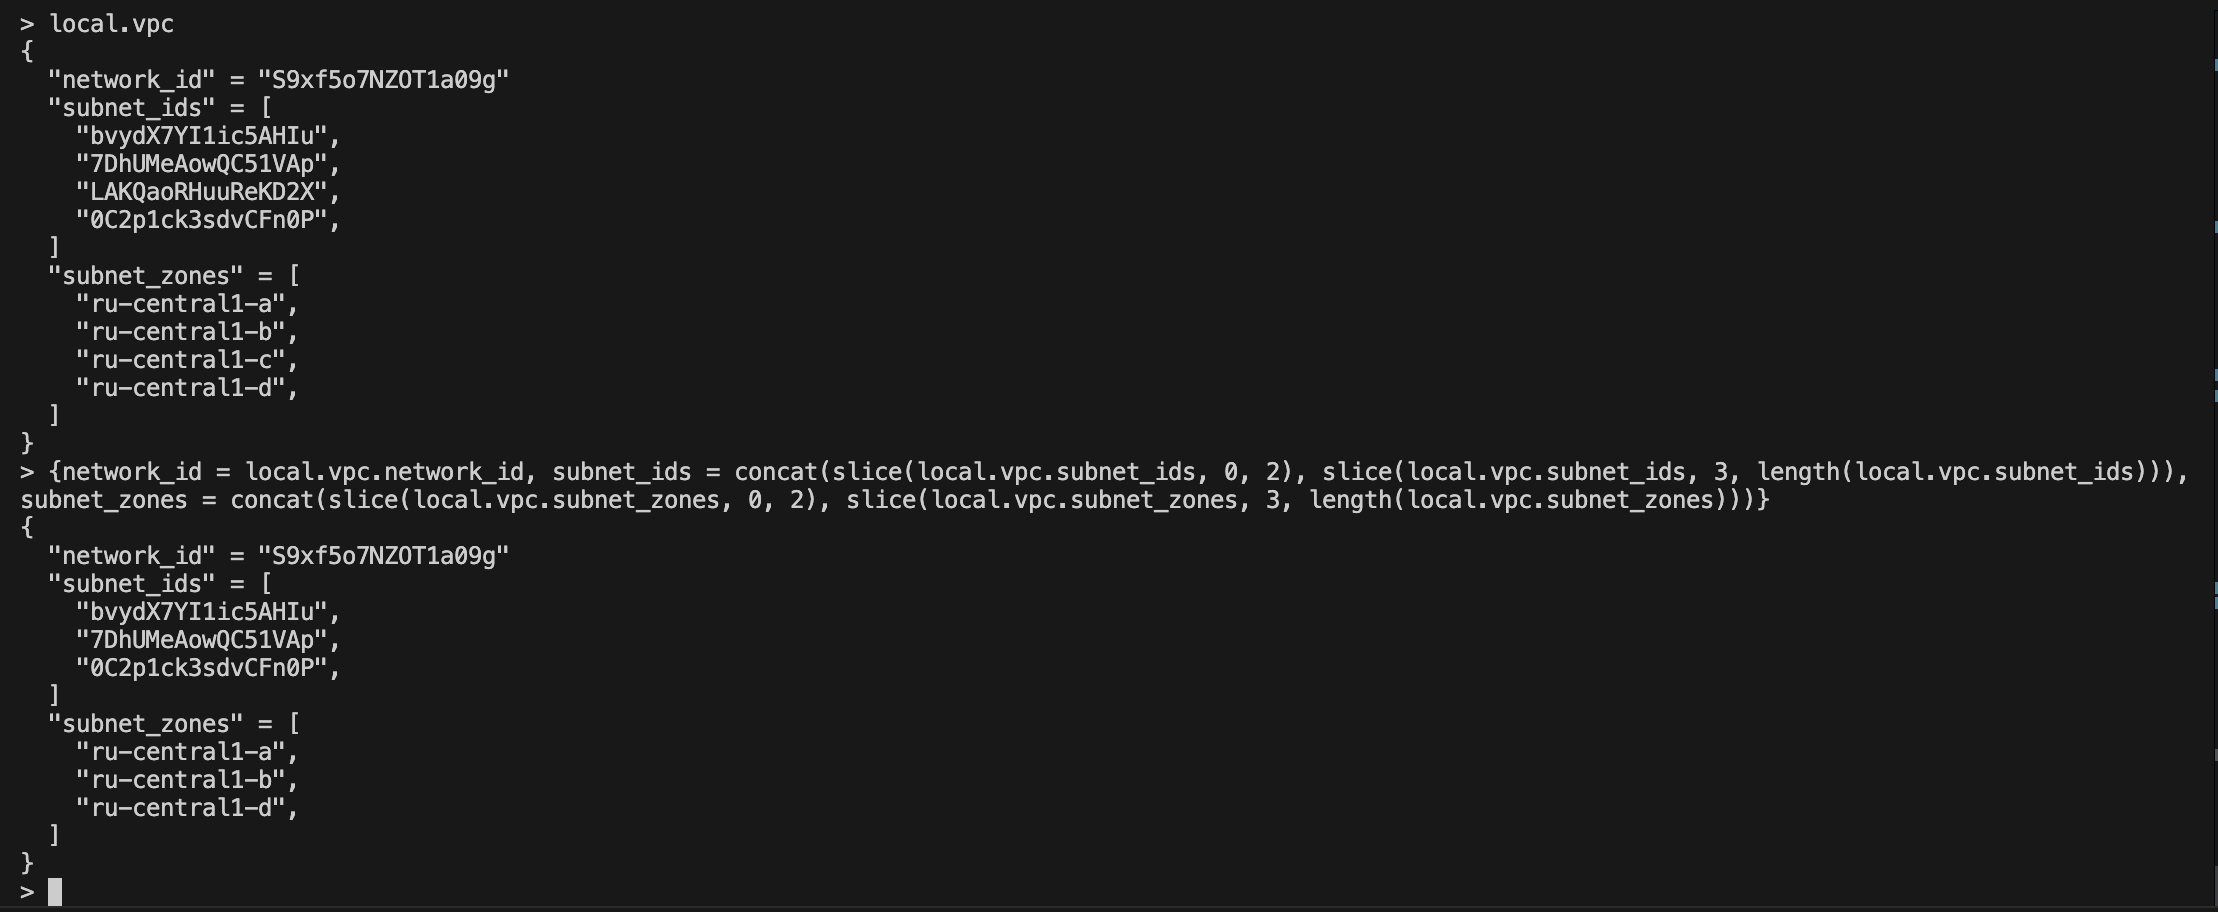 > local.vpc
{
  "network_id" = "S9xf5o7NZOT1a09g"
  "subnet_ids" = [
    "bvydX7YI1ic5AHIu",
    "7DhUMeAowQC51VAp",
    "LAKQaoRHuuReKD2X",
    "0C2p1ck3sdvCFn0P",
  ]
  "subnet_zones" = [
    "ru-central1-a",
    "ru-central1-b",
    "ru-central1-c",
    "ru-central1-d",
  ]
}
> {network_id = local.vpc.network_id, subnet_ids = concat(slice(local.vpc.subnet_ids, 0, 2), slice(local.vpc.subnet_ids, 3, length(local.vpc.subnet_ids))),
subnet_zones = concat(slice(local.vpc.subnet_zones, 0, 2), slice(local.vpc.subnet_zones, 3, length(local.vpc.subnet_zones)))}
{
  "network_id" = "S9xf5o7NZOT1a09g"
  "subnet_ids" = [
    "bvydX7YI1ic5AHIu",
    "7DhUMeAowQC51VAp",
    "0C2p1ck3sdvCFn0P",
  ]
  "subnet_zones" = [
    "ru-central1-a",
    "ru-central1-b",
    "ru-central1-d",
  ]
}
>